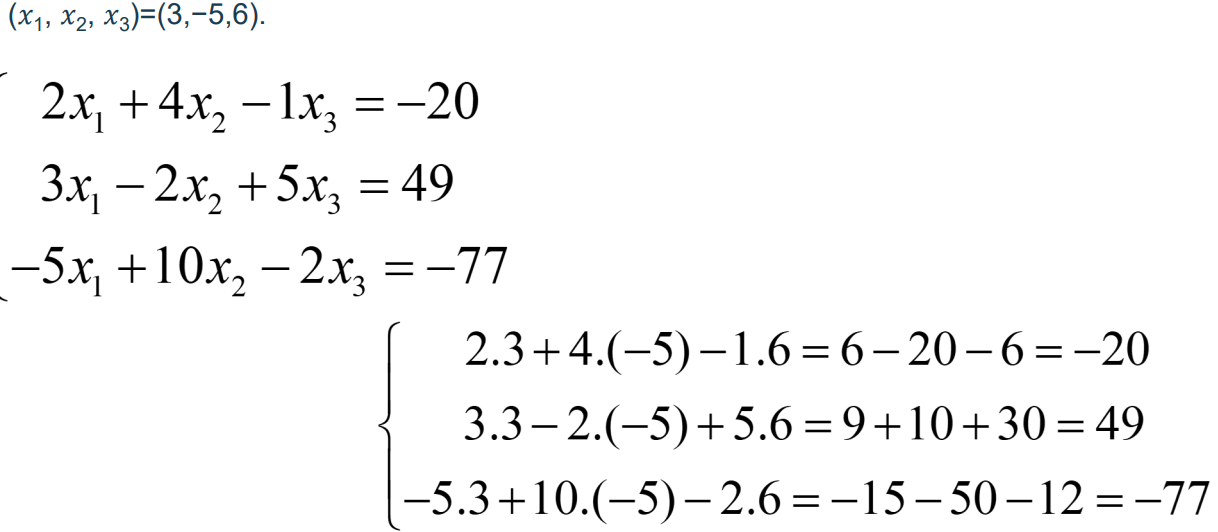 (x₁, x₂, x₃)=(3,−5,6).
2x₁ + 4x₂ − 1x₃ = −20
3x₁ − 2x₂ + 5x₃ = 49
−5x₁ + 10x₂ − 2x₃ = −77
2.3 + 4.(−5) − 1.6 = 6 − 20 − 6 = −20
3.3 − 2.(−5) + 5.6 = 9 + 10 + 30 = 49
−5.3 + 10.(−5) − 2.6 = −15 − 50 − 12 = −77